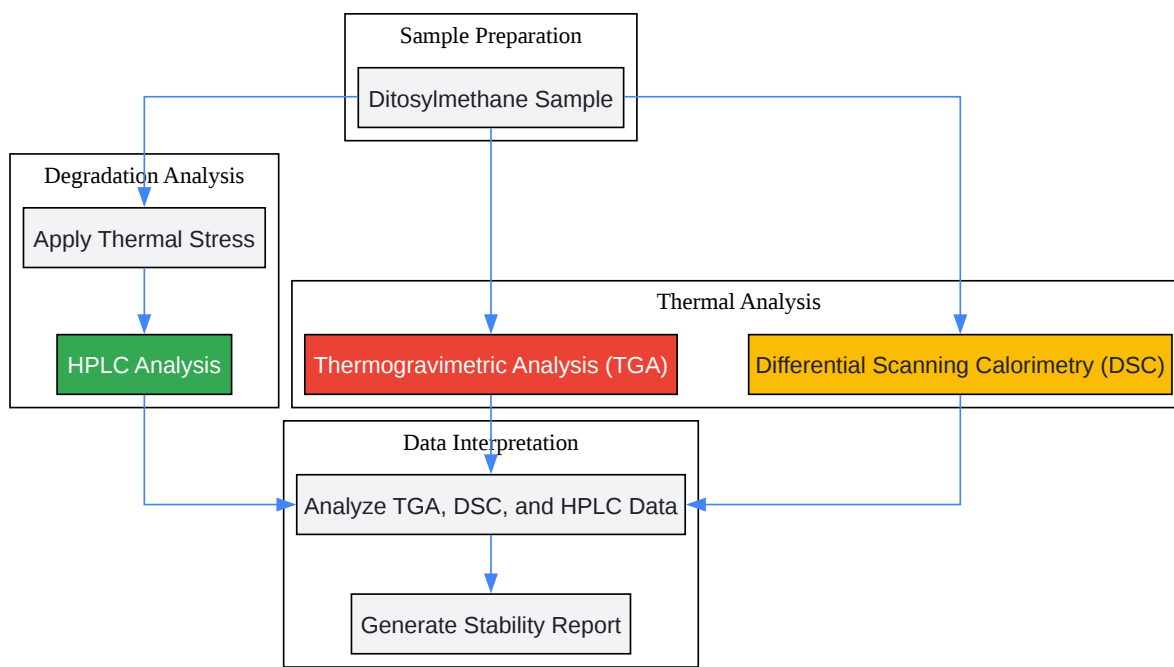 Sample Preparation
Ditosylmethane Sample
Degradation Analysis
Apply Thermal Stress
HPLC Analysis
Thermal Analysis
Thermogravimetric Analysis (TGA)
Differential Scanning Calorimetry (DSC)
Data Interpretation
Analyze TGA, DSC, and HPLC Data
Generate Stability Report